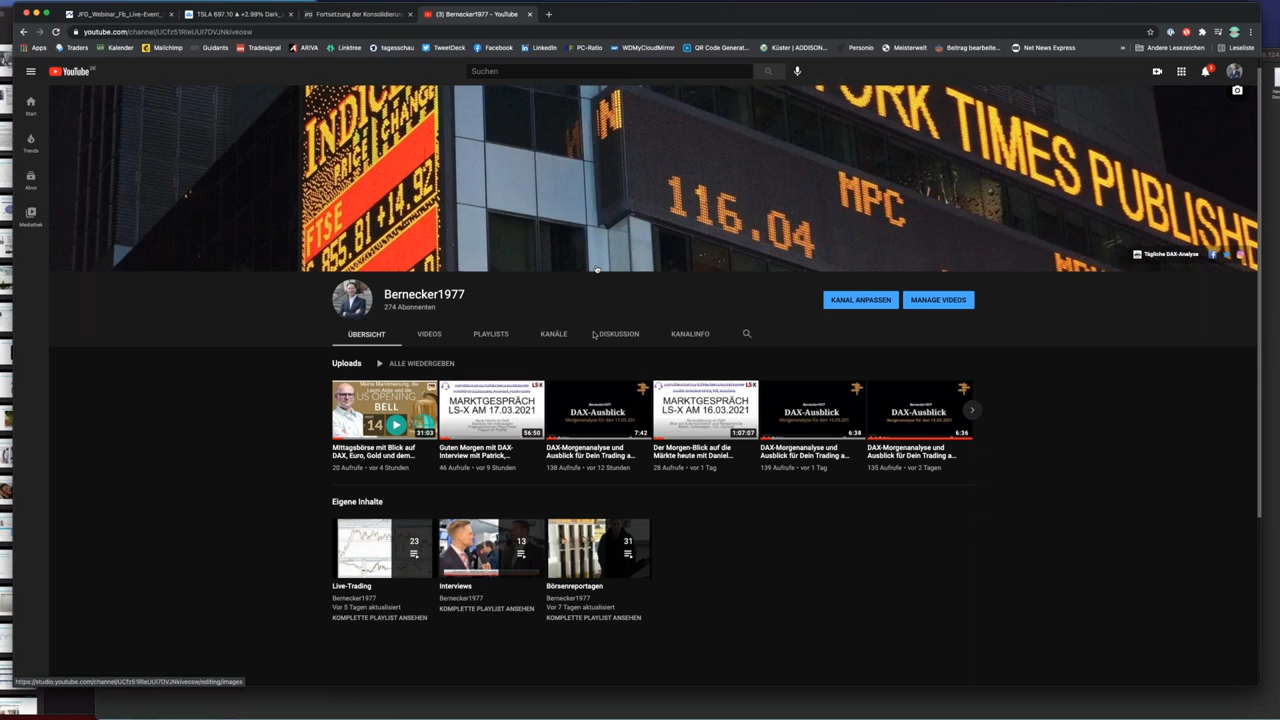 JFD_Webinar_Fb_Live-Event_
TSLA 697.10 ▲ +2.99% Dark_
Fortsetzung der Konsolidierung
(3) Bernecker1977 - YouTube
youtube.com/channel/UCfz51RIeUUI7DVJNkiveosw
Apps
Traders
Kalender
Mailchimp
Guidants
Tradesignal
ARIVA
Linktree
tagesschau
TweetDeck
Facebook
LinkedIn
PC-Ratio
WDMyCloudMirror
QR Code Generat...
Küster | ADDISON...
Personio
Meisterwelt
Beitrag bearbeite...
Net News Express
»
Andere Lesezeichen
Leseliste
YouTube DE
Suchen
3
Start
Trends
Abos
Mediathek
INDIC
PRICE CHANGE
FTSE
855.81 +14.92
N
116.04
MPC
YORK TIMES PUBLISHE
Tägliche DAX-Analyse
Bernecker1977
274 Abonnenten
KANAL ANPASSEN
MANAGE VIDEOS
ÜBERSICHT
VIDEOS
PLAYLISTS
KANÄLE
DISKUSSION
KANALINFO
Uploads
ALLE WIEDERGEBEN
US OPENING
BELL
14
31:03
MARKTGESPRÄCH
LS-X AM 17.03.2021
56:50
Bernecker1977
DAX-Ausblick
7:42
MARKTGESPRÄCH
LS-X AM 16.03.2021
1:07:07
Bernecker1977
DAX-Ausblick
6:38
Bernecker1977
DAX-Ausblick
6:36
Mittagsbörse mit Blick auf
DAX, Euro, Gold und dem...
20 Aufrufe • vor 4 Stunden
Guten Morgen mit DAX-
Interview mit Patrick,...
46 Aufrufe • vor 9 Stunden
DAX-Morgenanalyse und
Ausblick für Dein Trading a...
138 Aufrufe • vor 12 Stunden
Der Morgen-Blick auf die
Märkte heute mit Daniel...
28 Aufrufe • vor 1 Tag
DAX-Morgenanalyse und
Ausblick für Dein Trading a...
139 Aufrufe • vor 1 Tag
DAX-Morgenanalyse und
Ausblick für Dein Trading a...
135 Aufrufe • vor 2 Tagen
Eigene Inhalte
23
13
31
Live-Trading
Bernecker1977
Vor 5 Tagen aktualisiert
KOMPLETTE PLAYLIST ANSEHEN
Interviews
Bernecker1977
KOMPLETTE PLAYLIST ANSEHEN
Börsenreportagen
Bernecker1977
Vor 7 Tagen aktualisiert
KOMPLETTE PLAYLIST ANSEHEN
https://studio.youtube.com/channel/UCfz51RIeUUI7DVJNkiveosw/editing/images